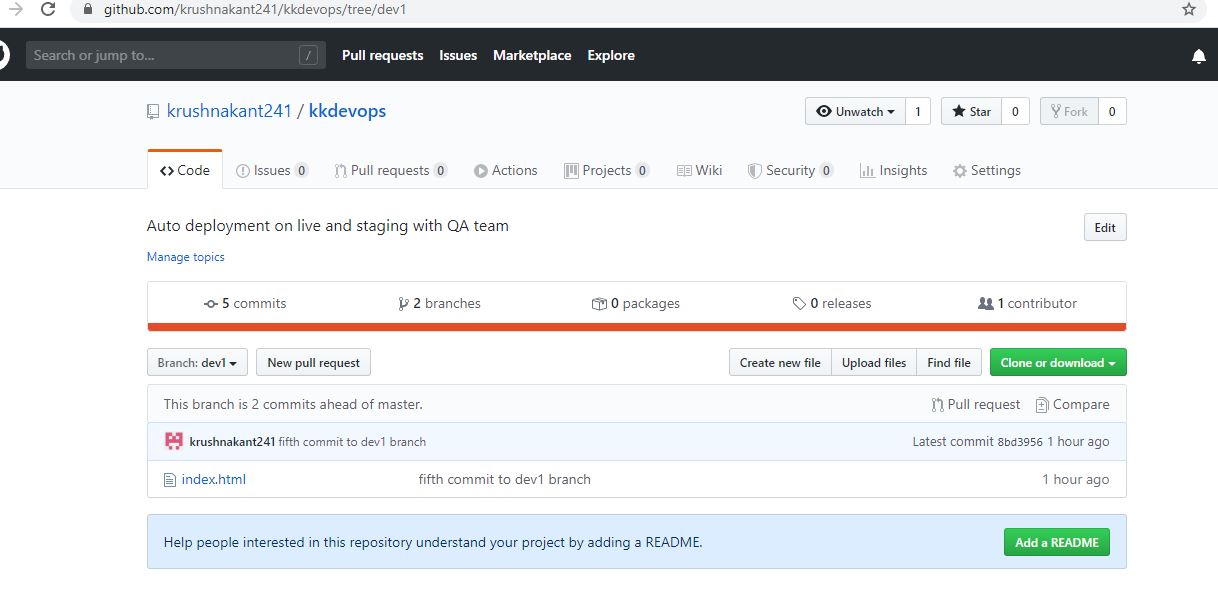 github.com/krushnakant241/kkdevops/tree/dev1
Search or jump to... / Pull requests Issues Marketplace Explore
krushnakant241 / kkdevops Unwatch 1 Star 0 Fork 0
Code Issues 0 Pull requests 0 Actions Projects 0 Wiki Security 0 Insights Settings
Auto deployment on live and staging with QA team Edit
Manage topics
5 commits 2 branches 0 packages 0 releases 1 contributor
Branch: dev1 New pull request Create new file Upload files Find file Clone or download
This branch is 2 commits ahead of master. Pull request Compare
krushnakant241 fifth commit to dev1 branch Latest commit 8bd3956 1 hour ago
index.html fifth commit to dev1 branch 1 hour ago
Help people interested in this repository understand your project by adding a README. Add a README